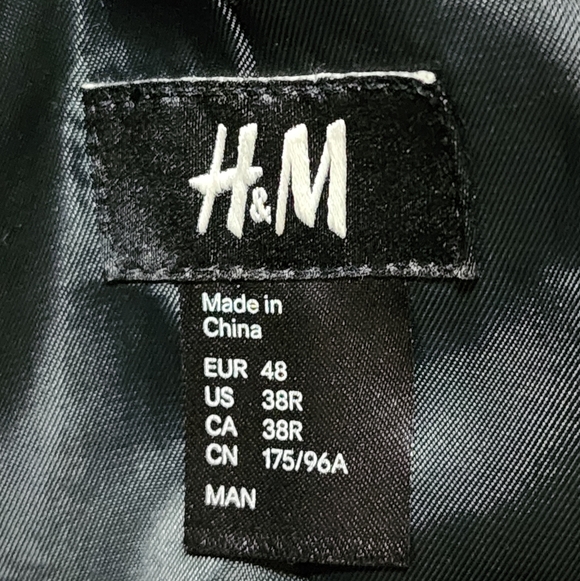 H&M
Made in
China
EUR 48
US 38R
CA 38R
CN 175/96A
MAN